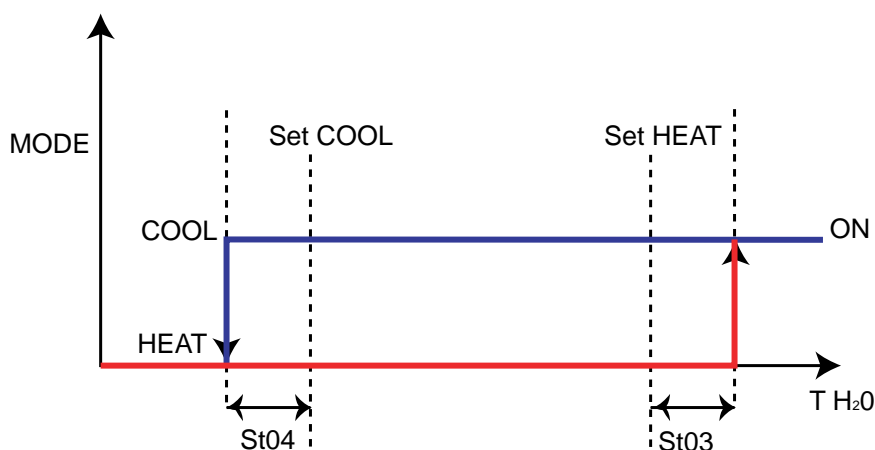 Set COOL
Set HEAT
MODE
COOL
ON
HEAT
T H₂0
St04
St03